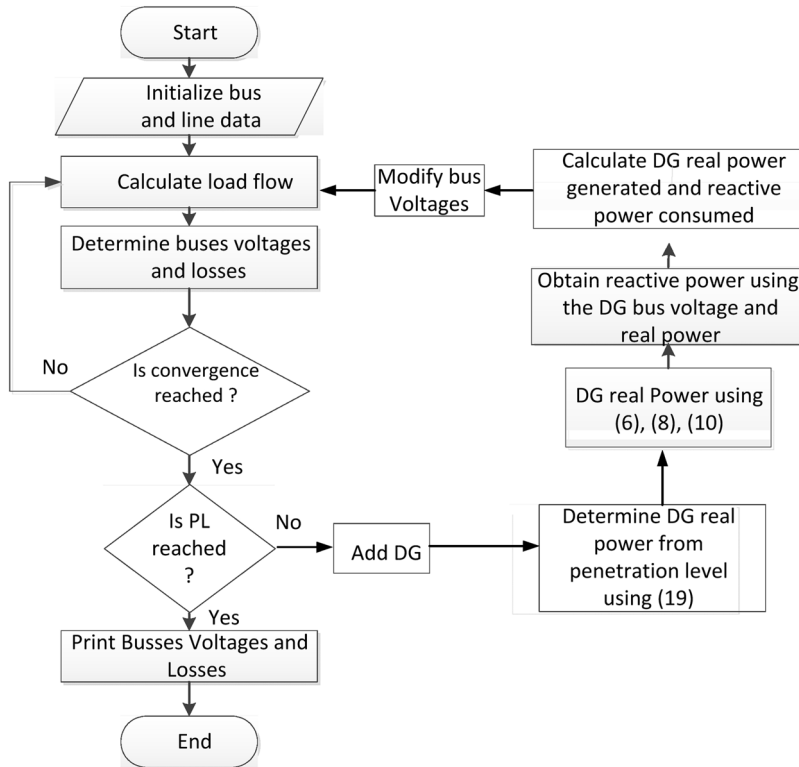 Start
Initialize bus
and line data
Calculate load flow
Determine buses voltages
and losses
No
Is convergence
reached ?
Yes
Is PL
reached
?
No
Yes
Print Busses Voltages and
Losses
End
Add DG
Determine DG real
power from
penetration level
using (19)
DG real Power using
(6), (8), (10)
Obtain reactive power using
the DG bus voltage and
real power
Calculate DG real power
generated and reactive
power consumed
Modify bus
Voltages